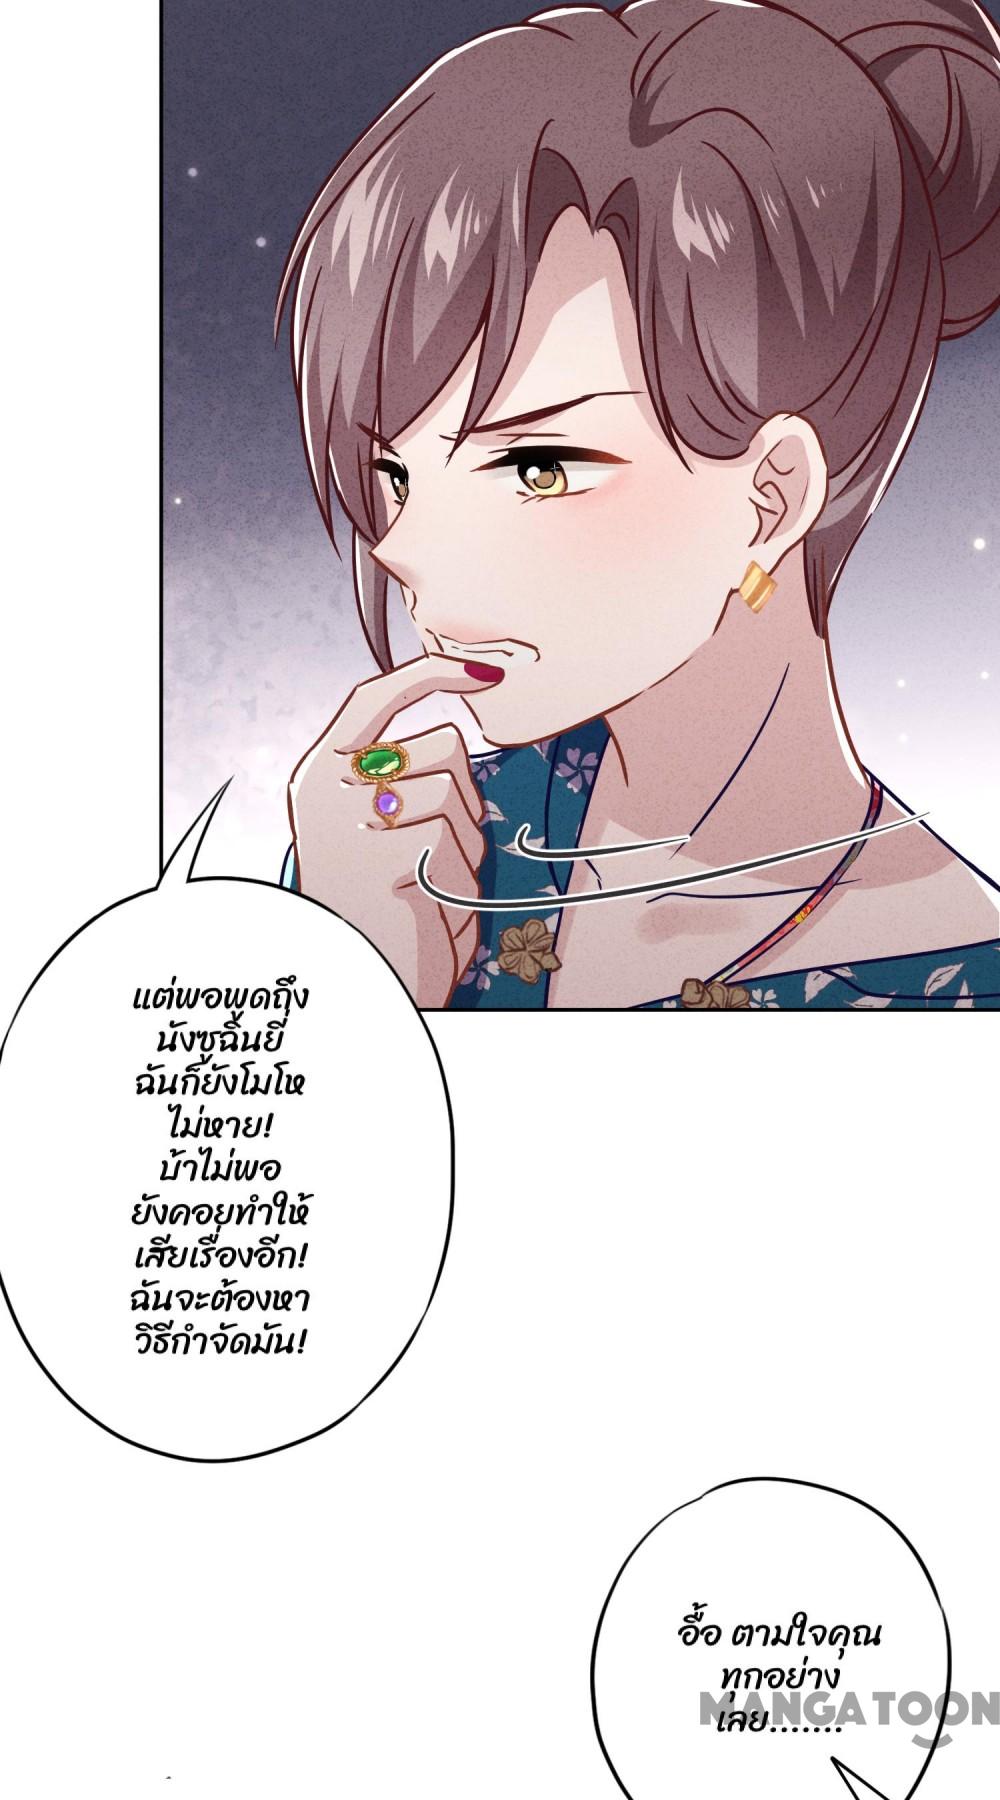 แต่พอพูดถึง
นังซูฉินยี่
ฉันก็ยังโมโห
ไม่หาย!
บ้าไม่พอ
ยังคอยทำให้
เสียเรื่องอีก!
ฉันจะต้องหา
วิธีกำจัดมัน!
อื้อ ตามใจคุณ
ทุกอย่าง
เลย.......
MANGATOON